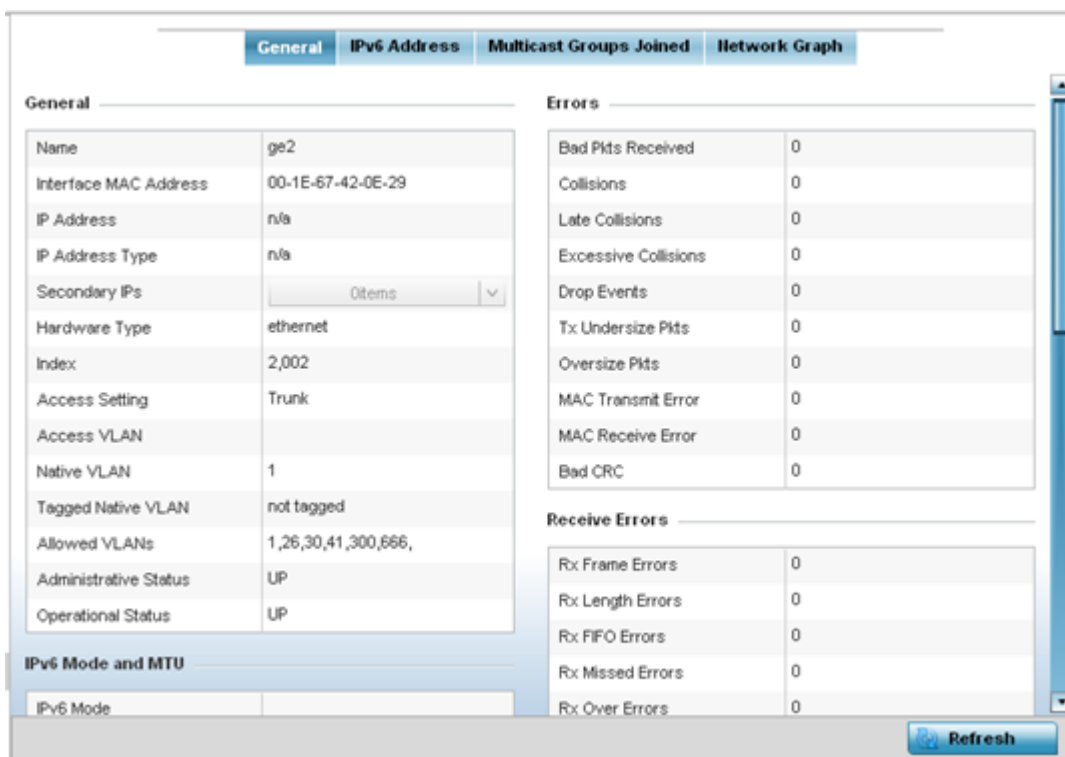 General IPv6 Address Multicast Groups Joined Network Graph
General
Name ge2
Interface MAC Address 00-1E-67-42-0E-29
IP Address n/a
IP Address Type n/a
Secondary IPs 0items
Hardware Type ethernet
Index 2,002
Access Setting Trunk
Access VLAN
Native VLAN 1
Tagged Native VLAN not tagged
Allowed VLANs 1,26,30,41,300,666,
Administrative Status UP
Operational Status UP
IPv6 Mode and MTU
IPv6 Mode
Errors
Bad Pkts Received 0
Collisions 0
Late Collisions 0
Excessive Collisions 0
Drop Events 0
Tx Undersize Pkts 0
Oversize Pkts 0
MAC Transmit Error 0
MAC Receive Error 0
Bad CRC 0
Receive Errors
Rx Frame Errors 0
Rx Length Errors 0
Rx FIFO Errors 0
Rx Missed Errors 0
Rx Over Errors 0
Refresh